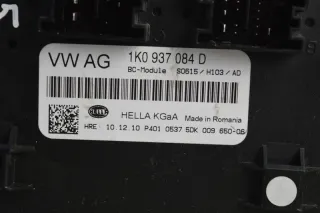 VW AG 1K0 937 084 D
BC-Module S0615/H103/AD
HELLA KGaA Made in Romania
HRE: 10.12.10 P401 0537 5DK 009 650-06